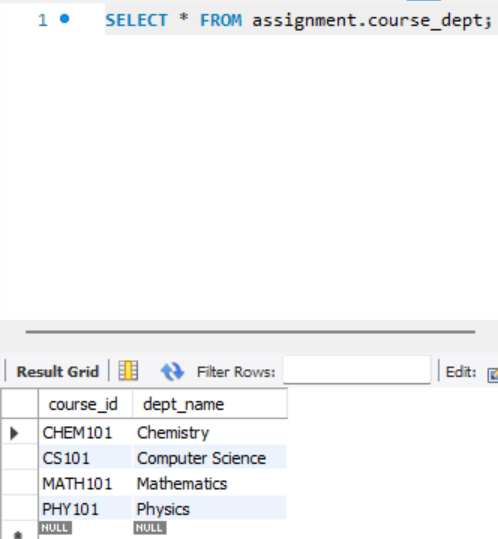 1 SELECT * FROM assignment.course_dept;
Result Grid Filter Rows: Edit:
course_id dept_name
CHEM101 Chemistry
CS101 Computer Science
MATH101 Mathematics
PHY101 Physics
NULL NULL